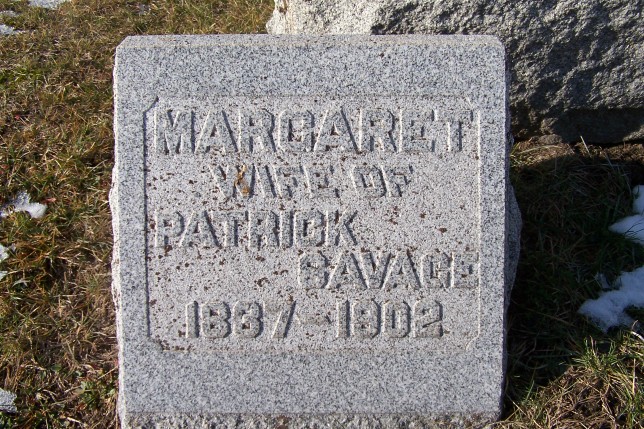 MARGARET
WIFE OF
PATRICK
SAVAGE
1837-1902